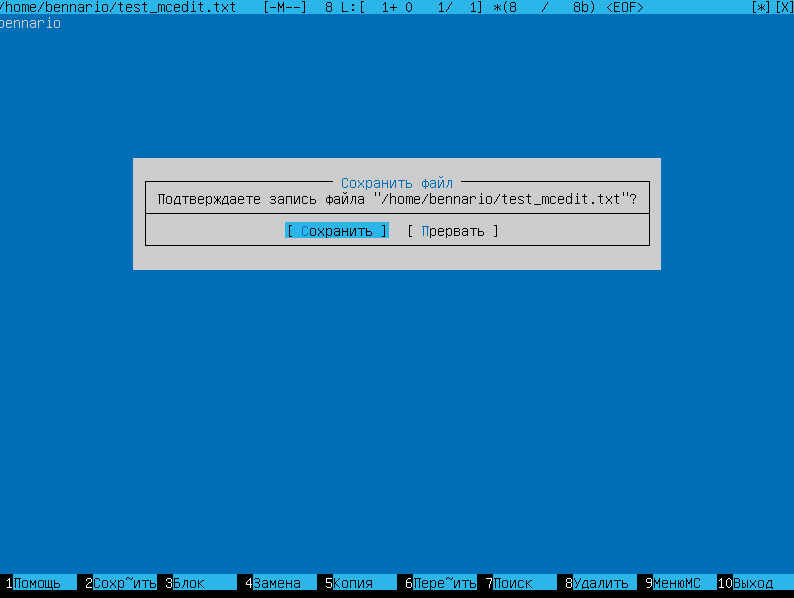 /home/bennario/test_mcedit.txt [-M--] 8 L:[ 1+ 0 1/ 1] *(8 / 8b) <EOF> [*][X]
bennario
Сохранить файл
Подтверждаете запись файла "/home/bennario/test_mcedit.txt"?
[ Сохранить ] [ Прервать ]
1Помощь 2Сохр~ить 3Блок 4Замена 5Копия 6Пере~ить 7Поиск 8Удалить 9МенюMC 10Выход